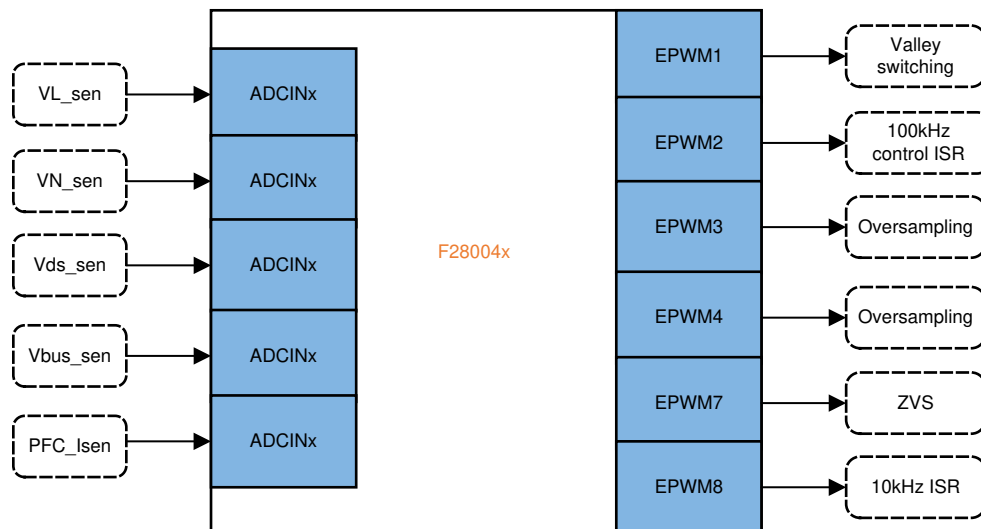 VL_sen
VN_sen
Vds_sen
Vbus_sen
PFC_Isen
ADCINx
ADCINx
ADCINx
ADCINx
ADCINx
F28004x
EPWM1
EPWM2
EPWM3
EPWM4
EPWM7
EPWM8
Valley
switching
100kHz
control ISR
Oversampling
Oversampling
ZVS
10kHz ISR